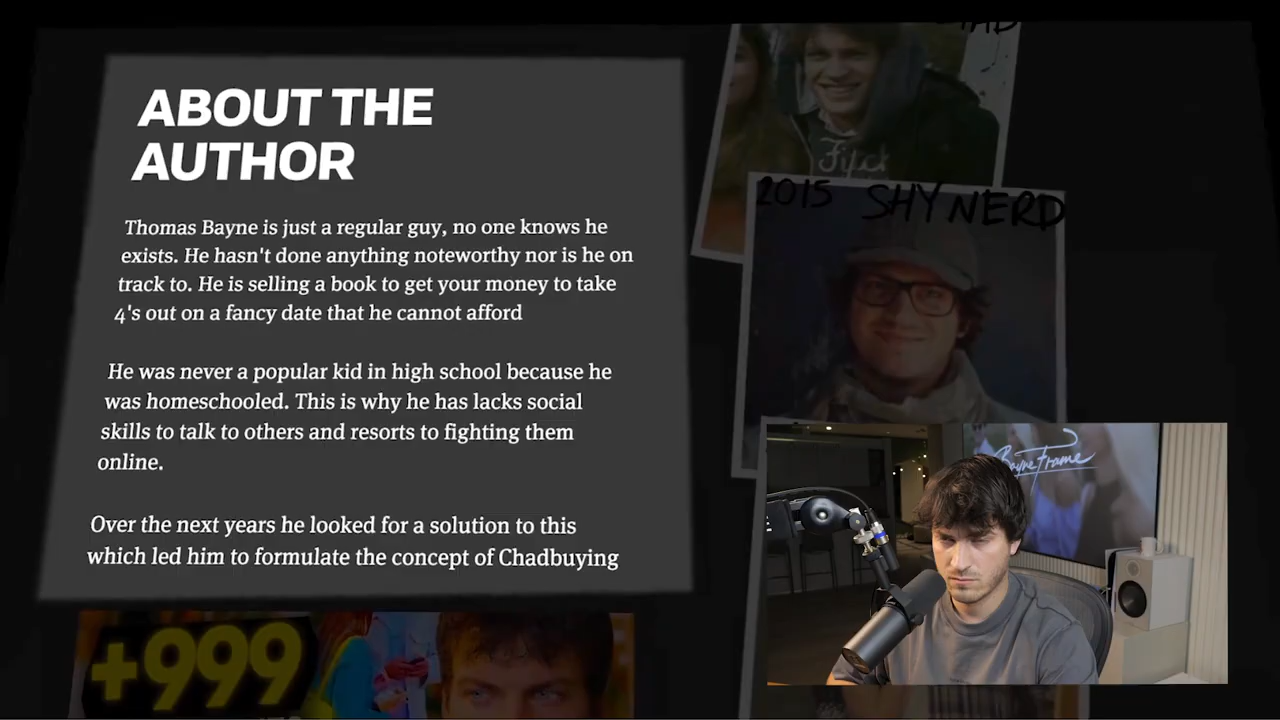 ABOUT THE
AUTHOR
Thomas Bayne is just a regular guy, no one knows he
exists. He hasn't done anything noteworthy nor is he on
track to. He is selling a book to get your money to take
4's out on a fancy date that he cannot afford
He was never a popular kid in high school because he
was homeschooled. This is why he has lacks social
skills to talk to others and resorts to fighting them
online.
Over the next years he looked for a solution to this
which led him to formulate the concept of Chadbuying
2015 SHY NERD
BayneFrame
+999